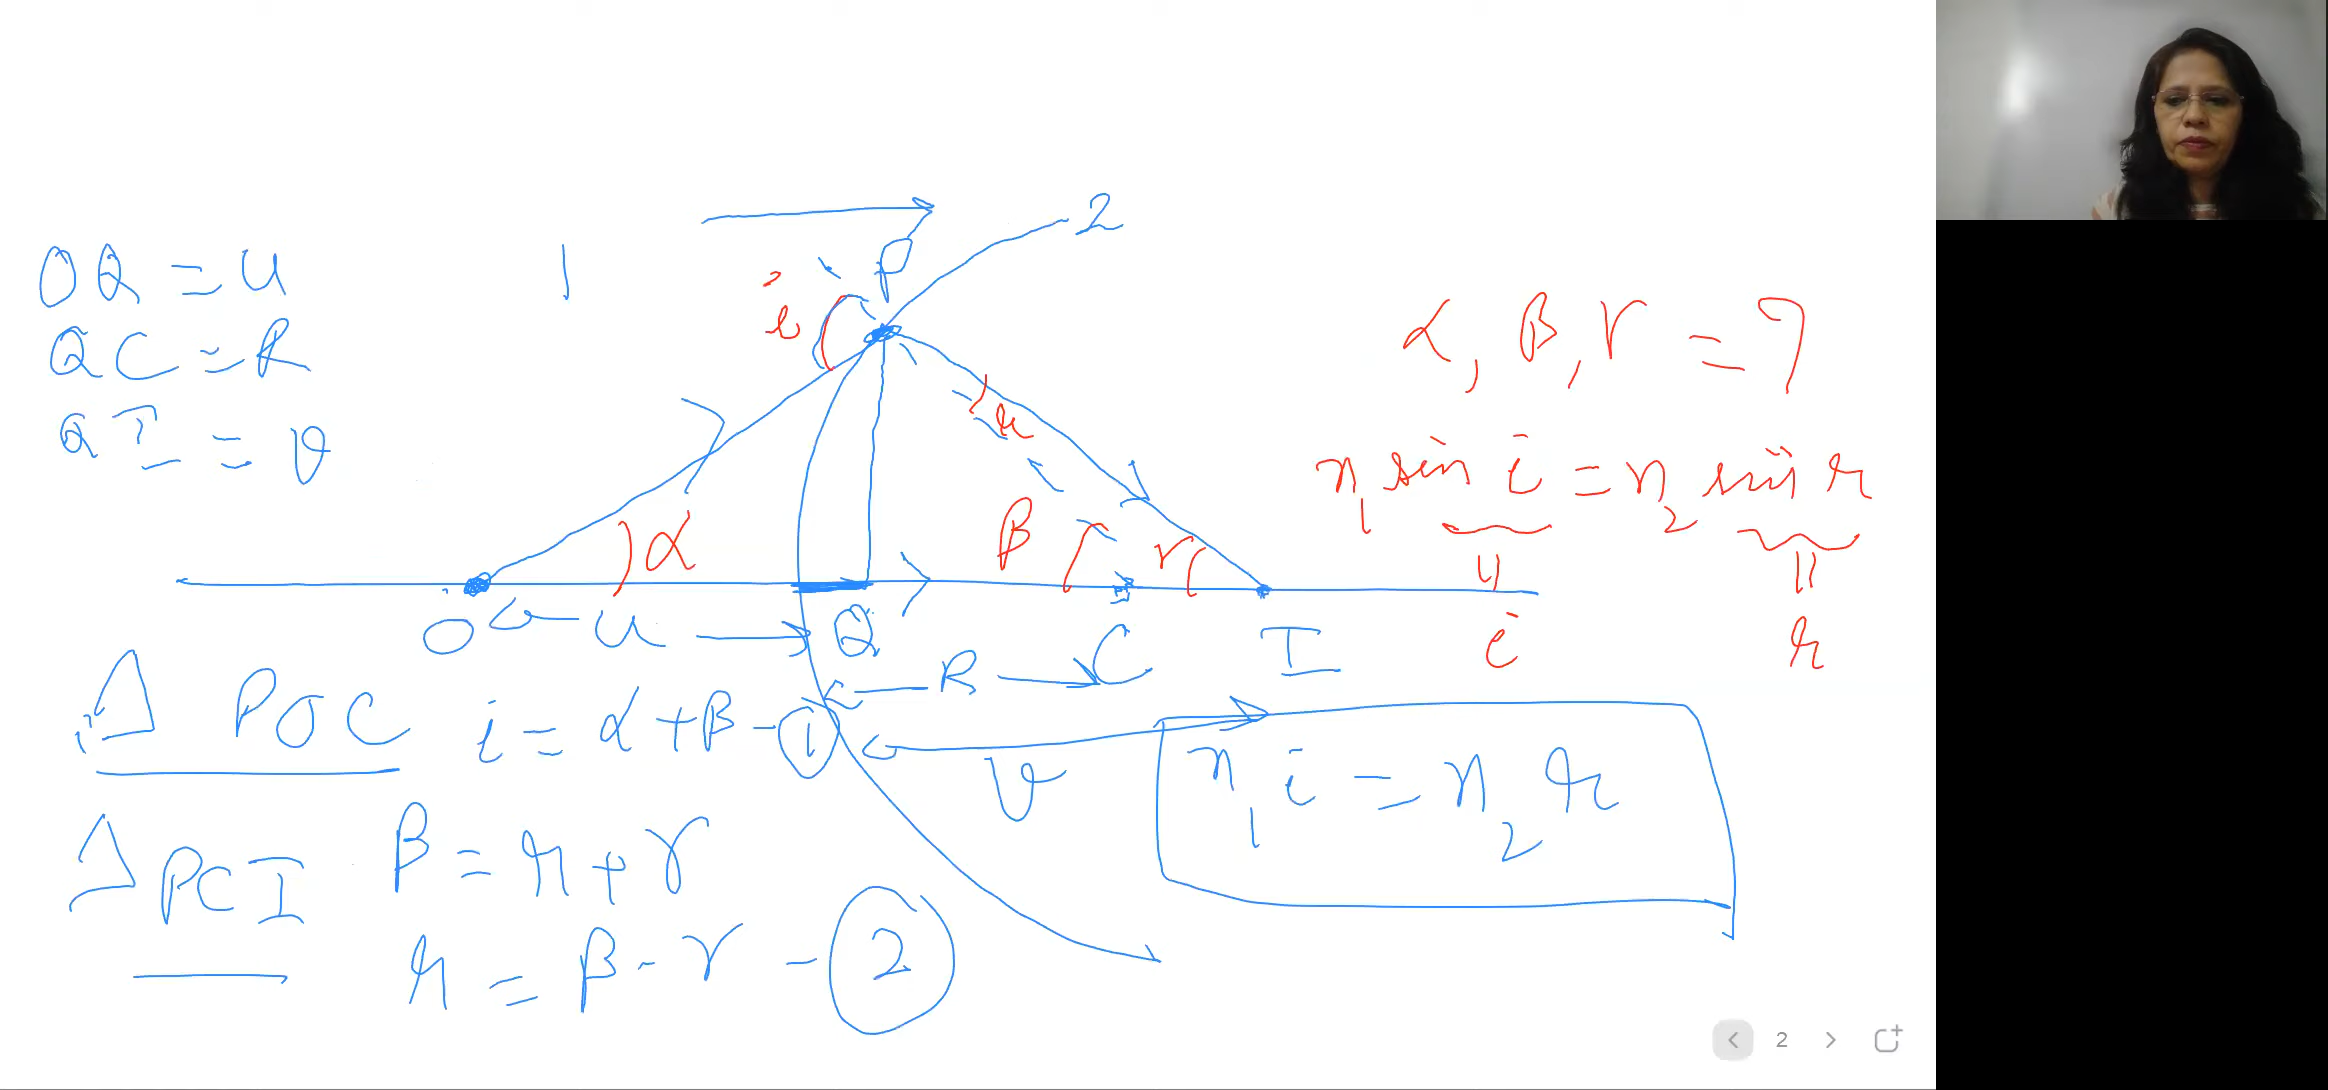 OQ = u
QC = R
QI = v
1
2
P
i
r
α
β
γ
O
u
Q
R
C
I
v
α, β, γ = ?
n₁ sin i = n₂ sin r
i
r
Δ POC i = α + β - ①
n₁ i = n₂ r
Δ PCI β = r + γ
r = β - γ - ②
2